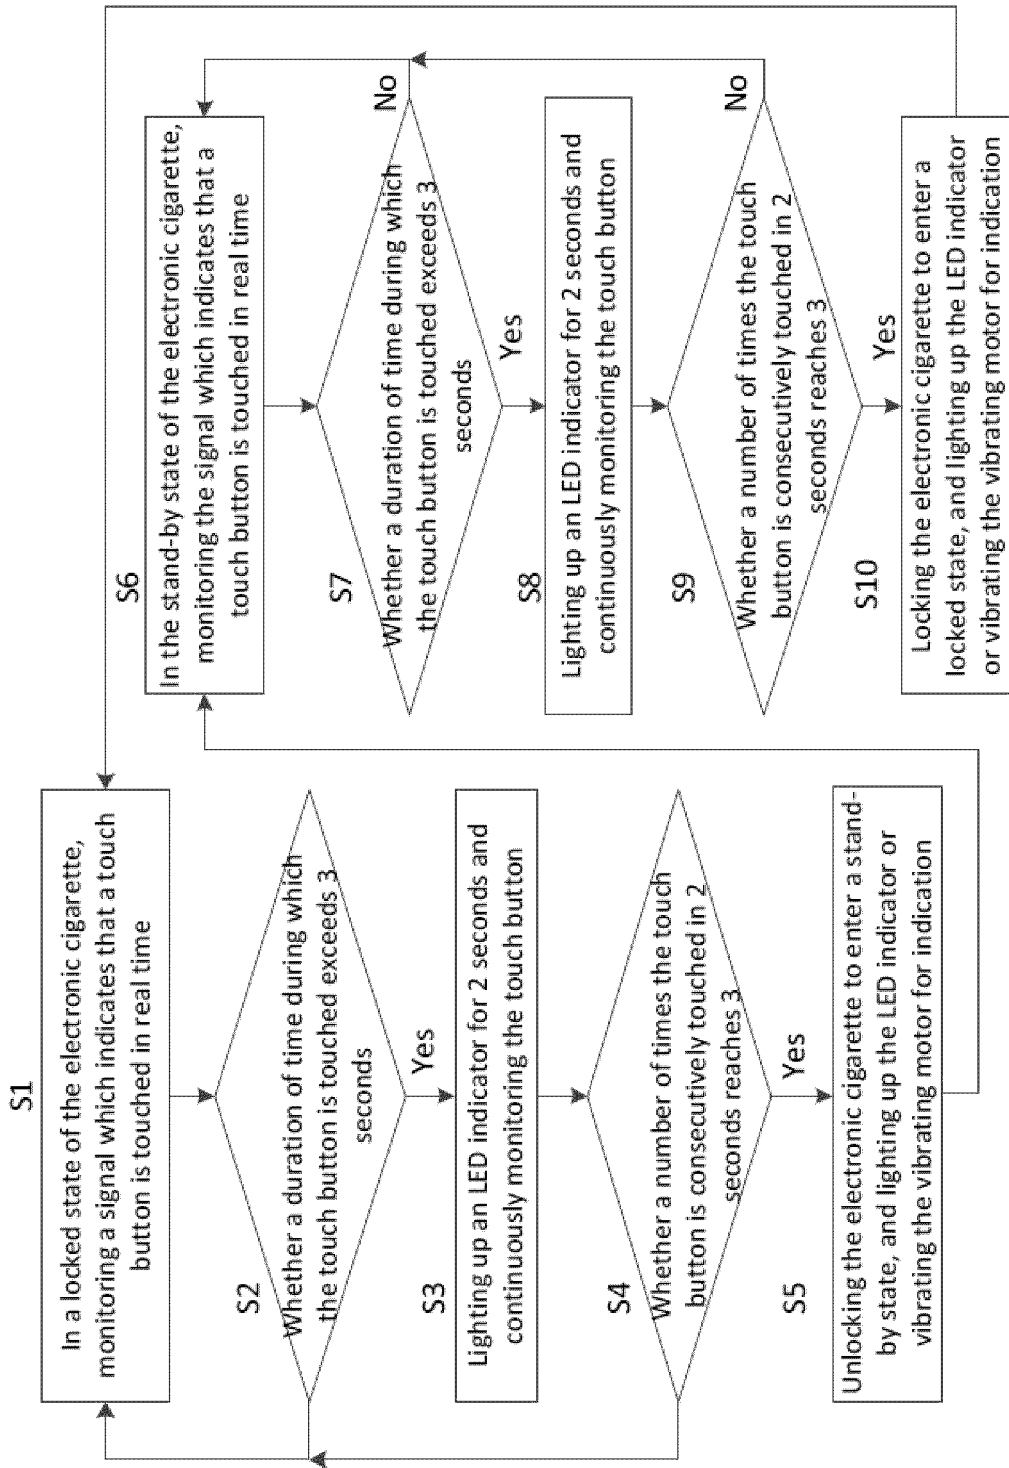 S1
In a locked state of the electronic cigarette,
monitoring a signal which indicates that a touch
button is touched in real time
S2
Whether a duration of time during which
the touch button is touched exceeds 3
seconds
Yes
S3
Lighting up an LED indicator for 2 seconds and
continuously monitoring the touch button
S4
Whether a number of times the touch
button is consecutively touched in 2
seconds reaches 3
Yes
S5
Unlocking the electronic cigarette to enter a stand-
by state, and lighting up the LED indicator or
vibrating the vibrating motor for indication
S6
In the stand-by state of the electronic cigarette,
monitoring the signal which indicates that a
touch button is touched in real time
S7
Whether a duration of time during which
the touch button is touched exceeds 3
seconds
No
Yes
S8
Lighting up an LED indicator for 2 seconds and
continuously monitoring the touch button
S9
Whether a number of times the touch
button is consecutively touched in 2
seconds reaches 3
No
Yes
S10
Locking the electronic cigarette to enter a
locked state, and lighting up the LED indicator
or vibrating the vibrating motor for indication